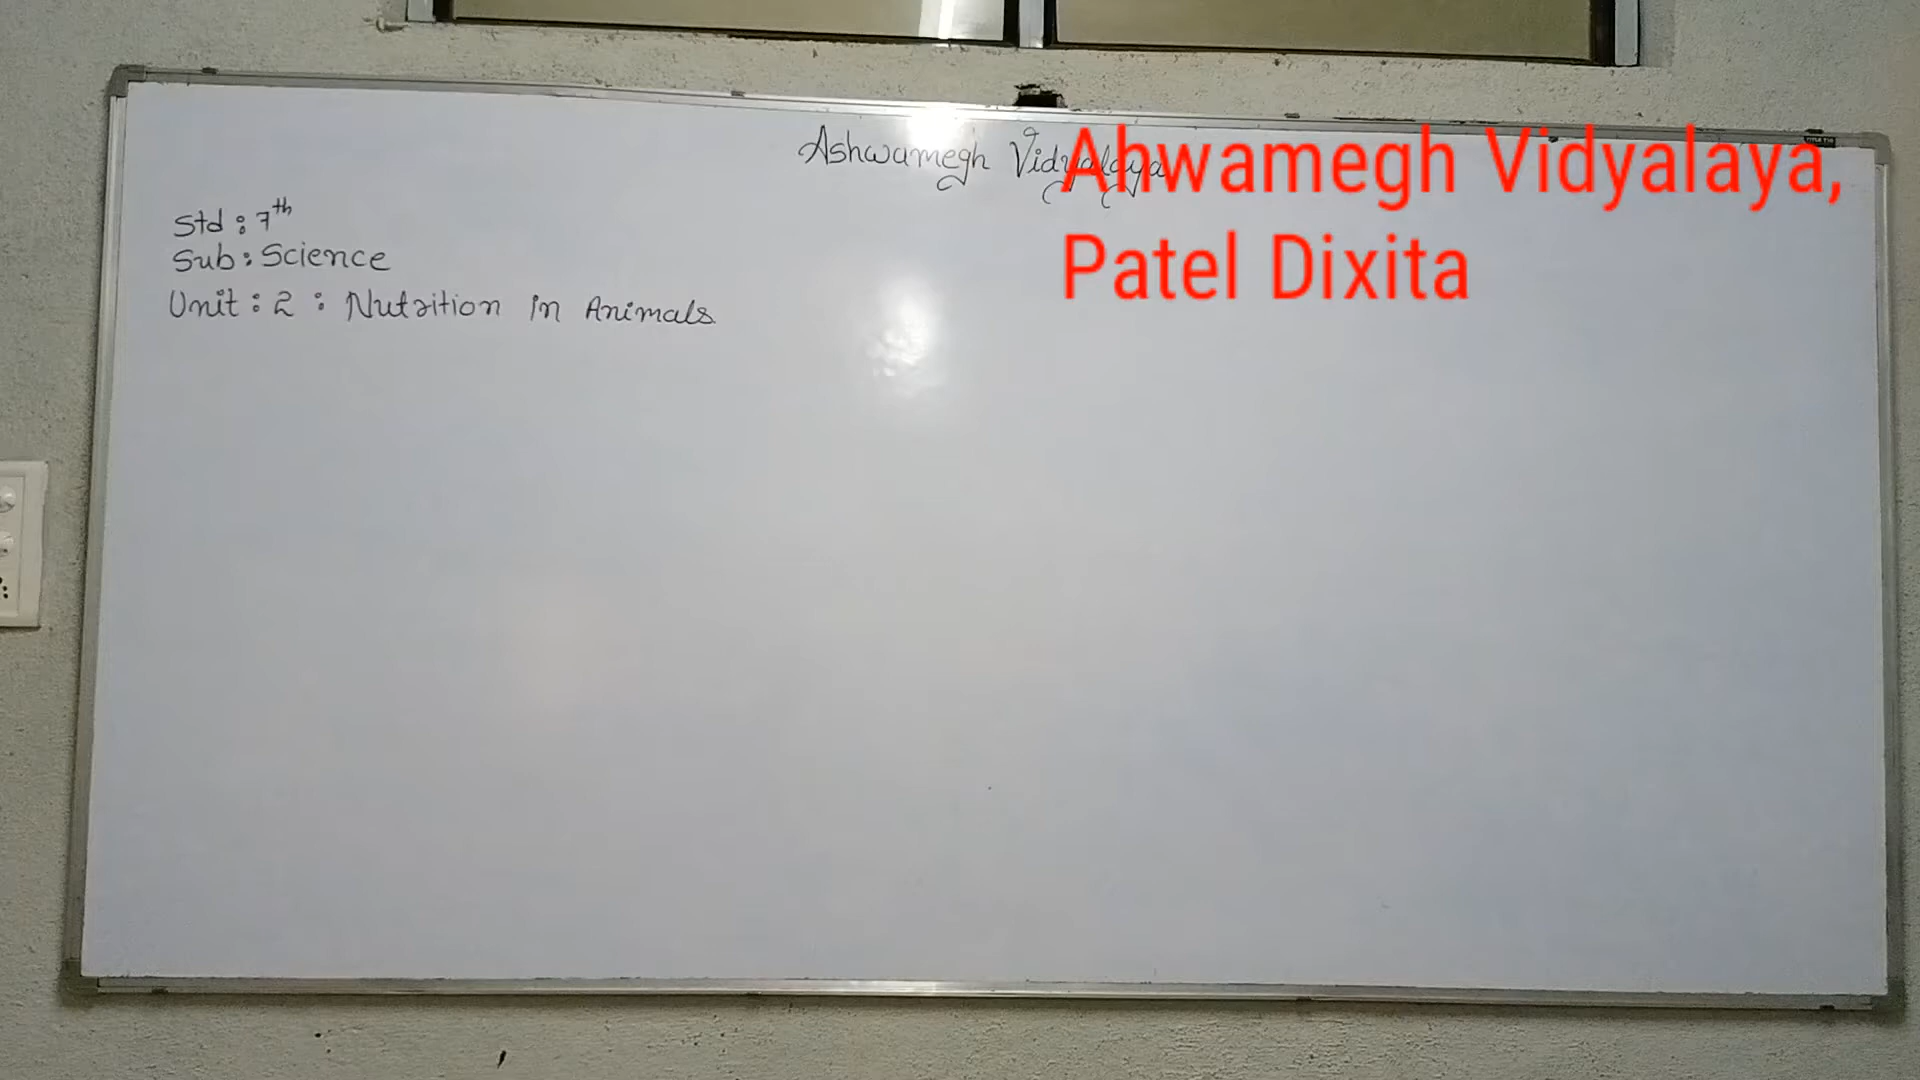 Ashwamegh Vidyalaya
Ahwamegh Vidyalaya,
Patel Dixita
Std : 7th
Sub : Science
Unit : 2 : Nutrition In Animals.